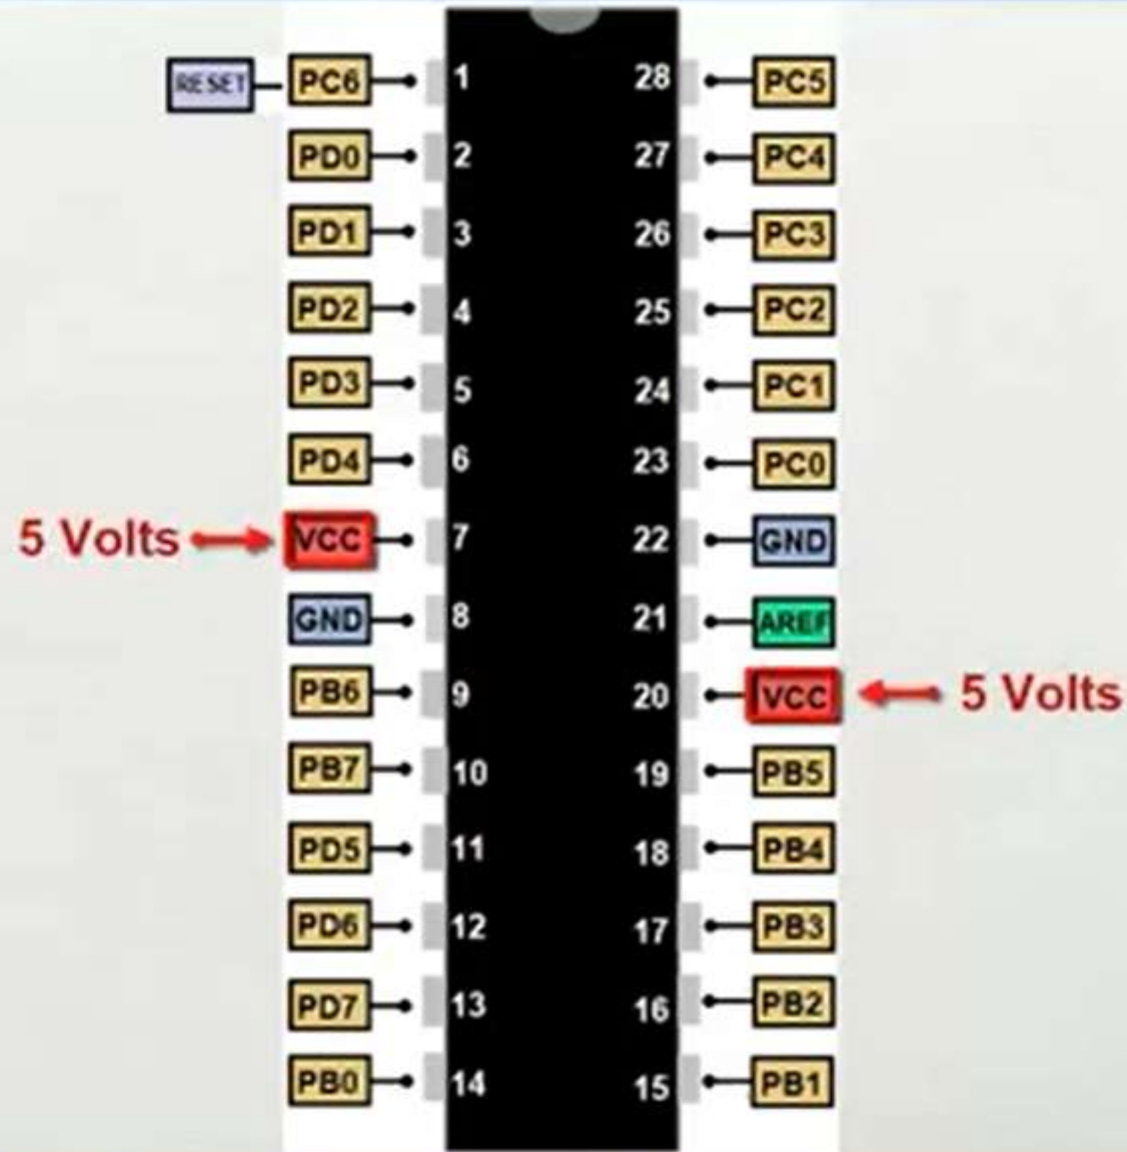 RESET PC6 1 28 PC5
PD0 2 27 PC4
PD1 3 26 PC3
PD2 4 25 PC2
PD3 5 24 PC1
PD4 6 23 PC0
5 Volts VCC 7 22 GND
GND 8 21 AREF
PB6 9 20 VCC 5 Volts
PB7 10 19 PB5
PD5 11 18 PB4
PD6 12 17 PB3
PD7 13 16 PB2
PB0 14 15 PB1